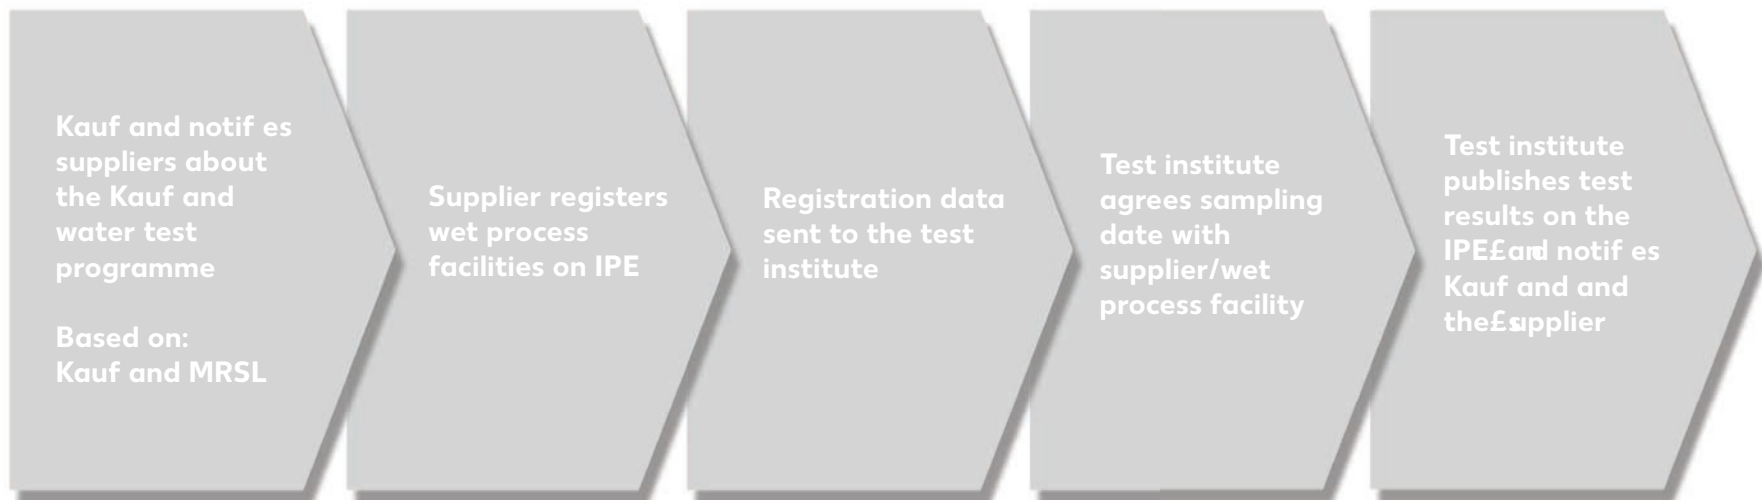 Kauf and notif es
suppliers about
the Kauf and
water test
programme
Based on:
Kauf and MRSL
Supplier registers
wet process
facilities on IPE
Registration data
sent to the test
institute
Test institute
agrees sampling
date with
supplier/wet
process facility
Test institute
publishes test
results on the
IPE£and notif es
Kauf and and
the£supplier